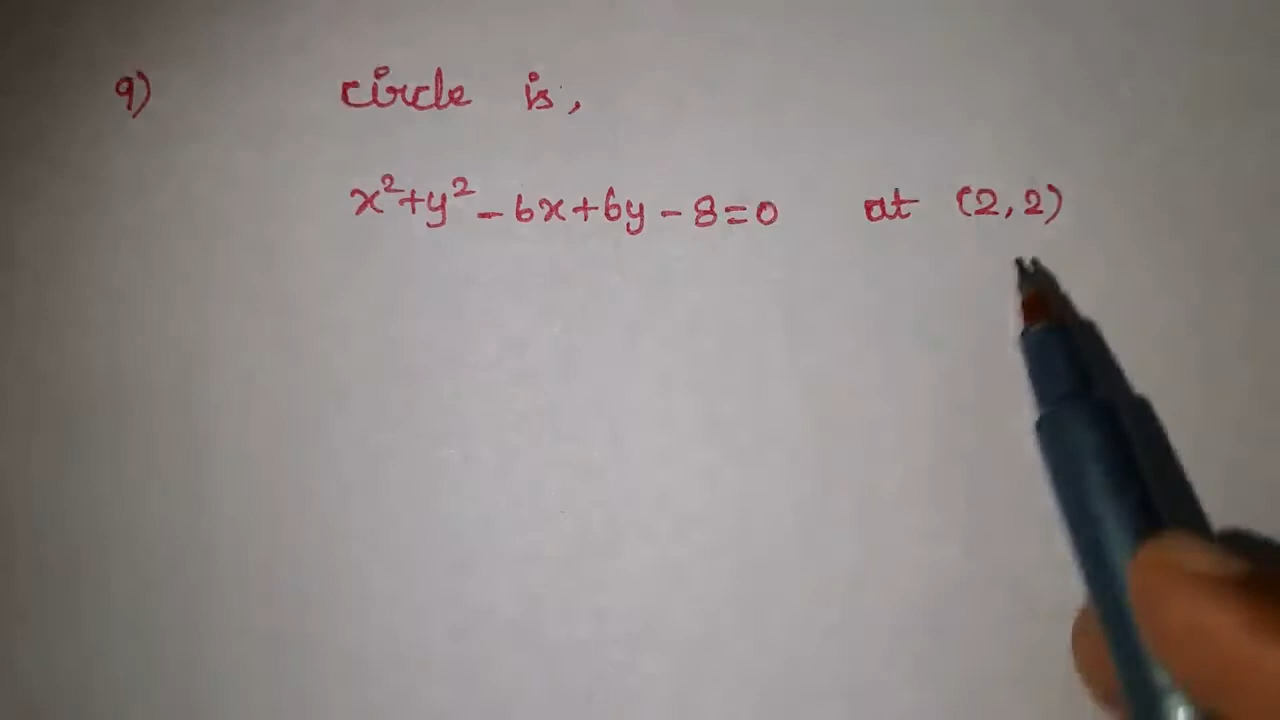 9) circle is,
x²+y² - 6x+6y - 8=0 at (2,2)